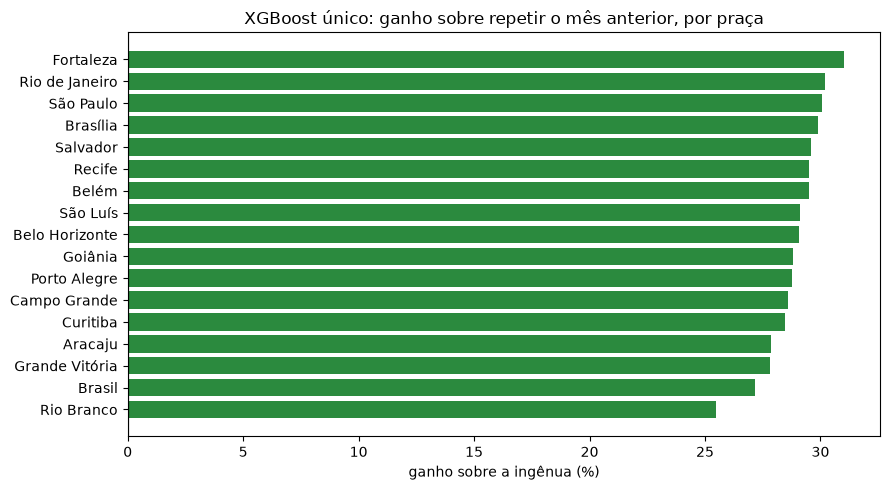 XGBoost único: ganho sobre repetir o mês anterior, por praça
Fortaleza
Rio de Janeiro
São Paulo
Brasília
Salvador
Recife
Belém
São Luís
Belo Horizonte
Goiânia
Porto Alegre
Campo Grande
Curitiba
Aracaju
Grande Vitória
Brasil
Rio Branco
0 5 10 15 20 25 30
ganho sobre a ingênua (%)